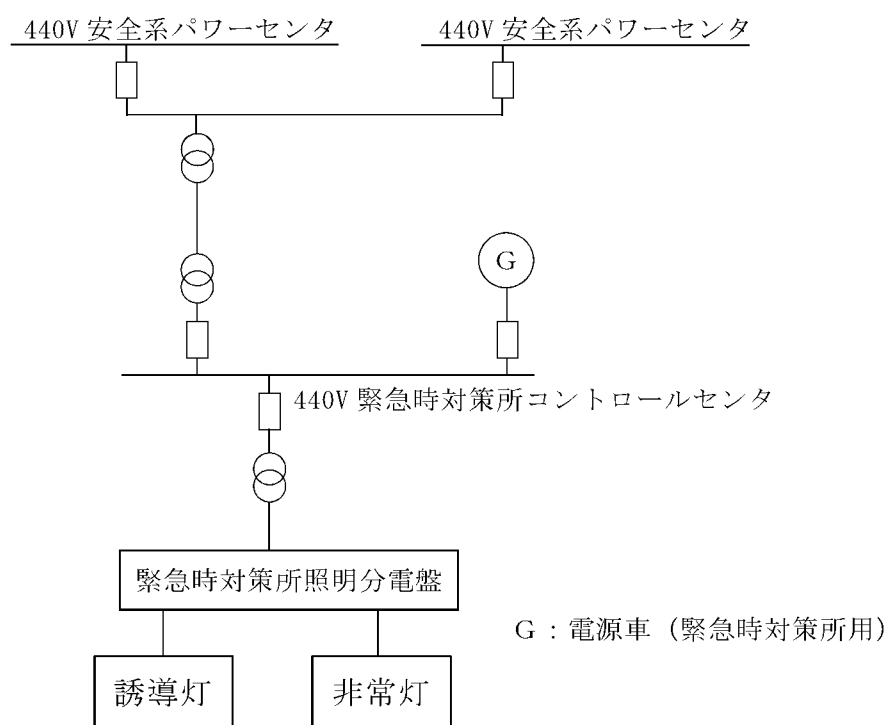 440V 安全系パワーセンタ
440V 安全系パワーセンタ
G
440V 緊急時対策所コントロールセンタ
緊急時対策所照明分電盤
G：電源車（緊急時対策所用）
誘導灯
非常灯